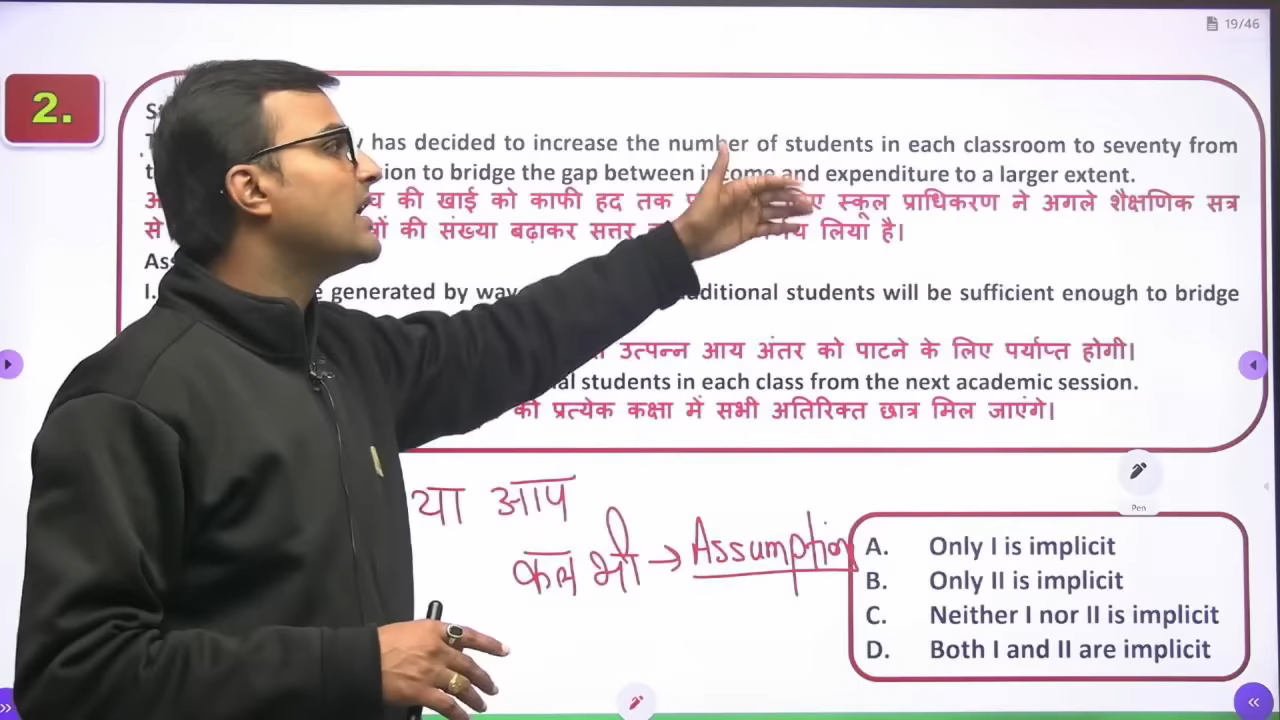 19/46
2.
has decided to increase the number of students in each classroom to seventy from
to bridge the gap between income and expenditure to a larger extent.
की खाई को काफी हद तक स्कूल प्राधिकरण ने अगले शैक्षणिक सत्र
से की संख्या बढ़ाकर सत्तर लिया है।
I. generated by way additional students will be sufficient enough to bridge
उत्पन्न आय अंतर को पाटने के लिए पर्याप्त होगी।
students in each class from the next academic session.
को प्रत्येक कक्षा में सभी अतिरिक्त छात्र मिल जाएंगे।
या आप
भी → Assumption
Pen
A. Only I is implicit
B. Only II is implicit
C. Neither I nor II is implicit
D. Both I and II are implicit